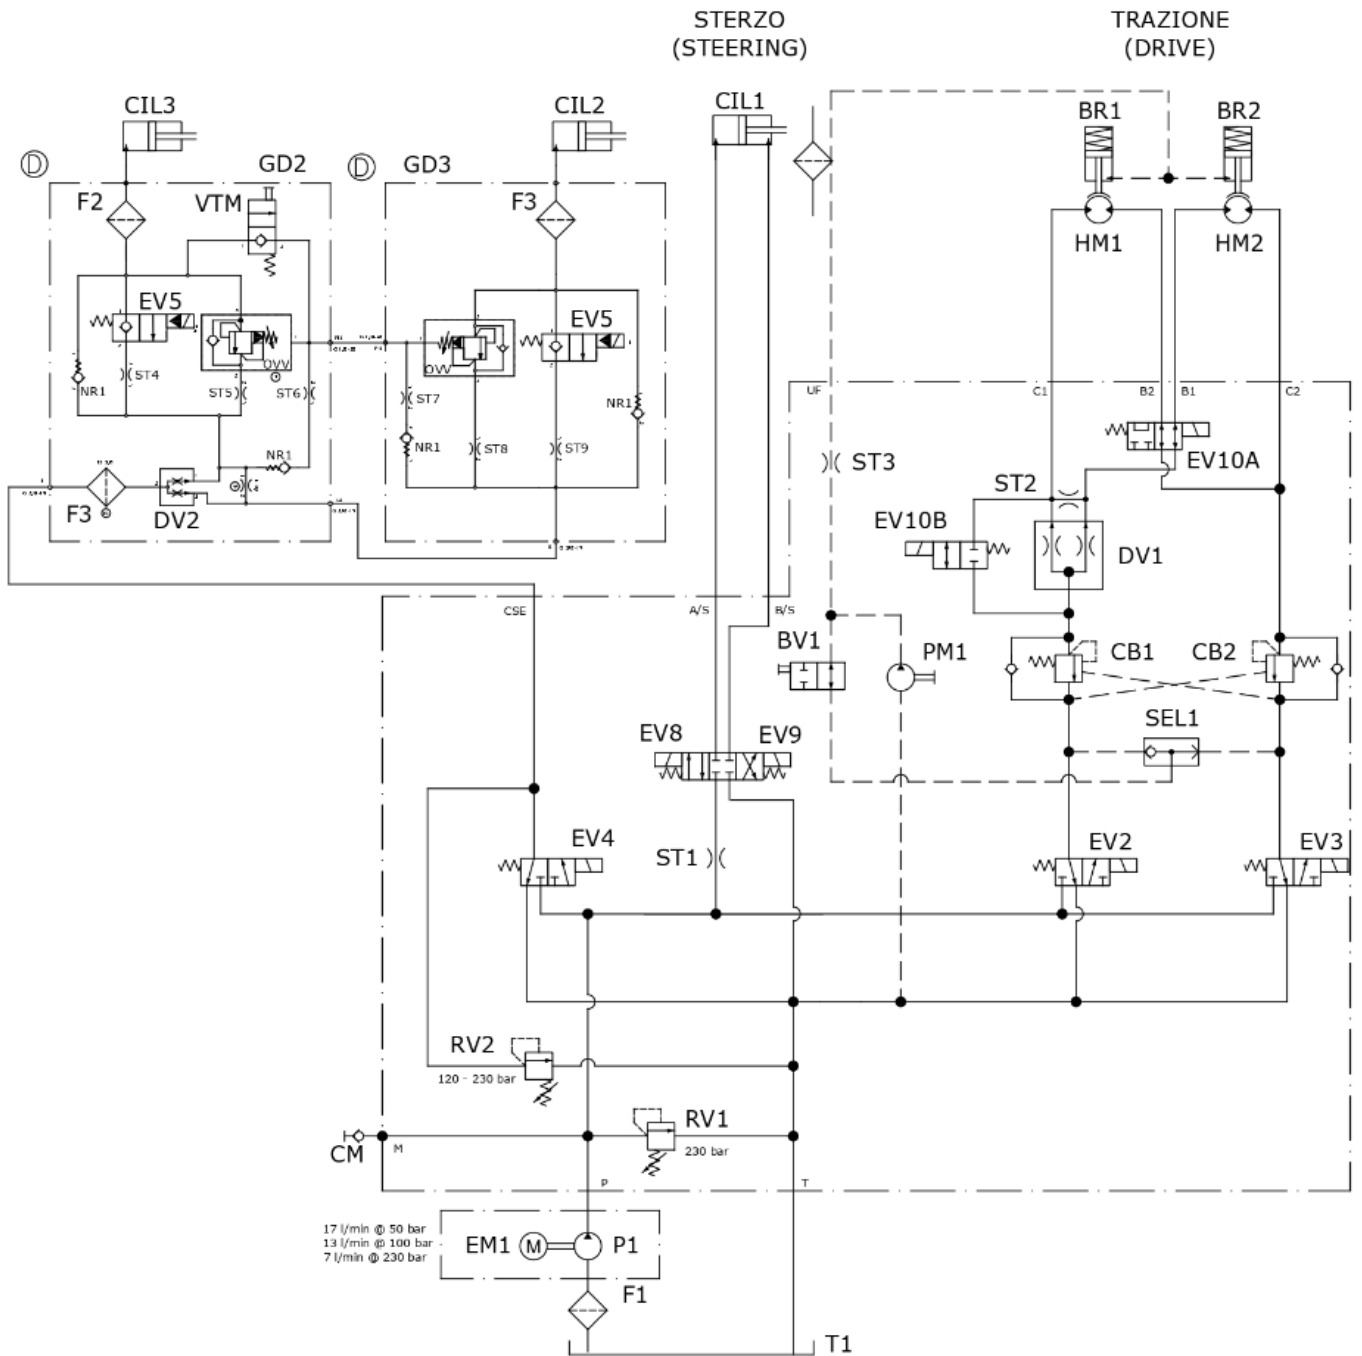 STERZO
(STEERING)
TRAZIONE
(DRIVE)
CIL3
CIL2
CIL1
BR1
BR2
D
GD2
D
GD3
F2
VTM
F3
HM1
HM2
EV5
EV5
OVV
OVV
ST4
NR1
ST5
ST6
ST7
NR1
UF
C1
B2
B1
C2
NR1
ST8
ST9
NR1
ST3
EV10A
ST2
F3
DV2
EV10B
DV1
CSE
A/S
B/S
BV1
PM1
CB1
CB2
SEL1
EV8
EV9
EV4
ST1
EV2
EV3
RV2
120 - 230 bar
RV1
230 bar
CM
M
P
T
17 l/min @ 50 bar
13 l/min @ 100 bar
7 l/min @ 230 bar
EM1
M
P1
F1
T1